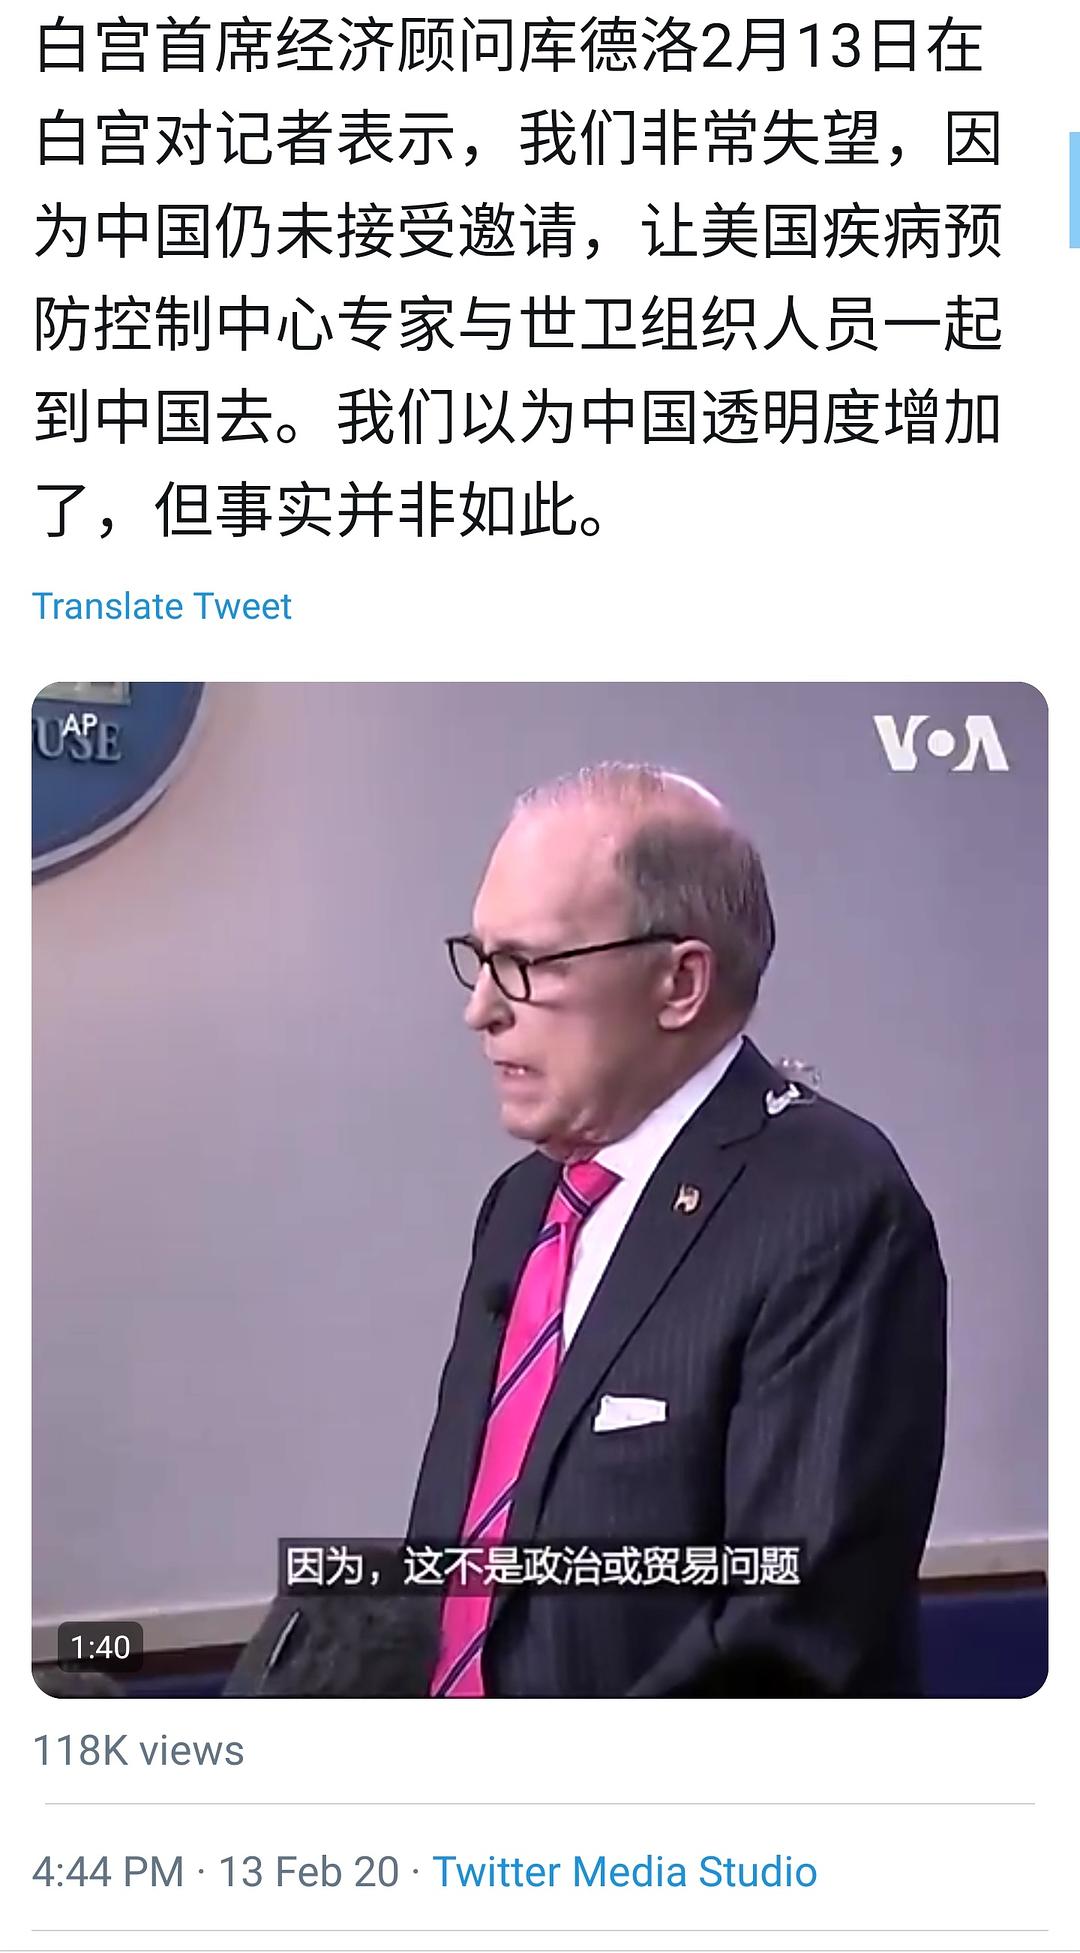 白宫首席经济顾问库德洛2月13日在
白宫对记者表示，我们非常失望，因
为中国仍未接受邀请，让美国疾病预
防控制中心专家与世卫组织人员一起
到中国去。我们以为中国透明度增加
了，但事实并非如此。
Translate Tweet
AP
USE
VOA
因为，这不是政治或贸易问题
1:40
118K views
4:44 PM · 13 Feb 20 · Twitter Media Studio